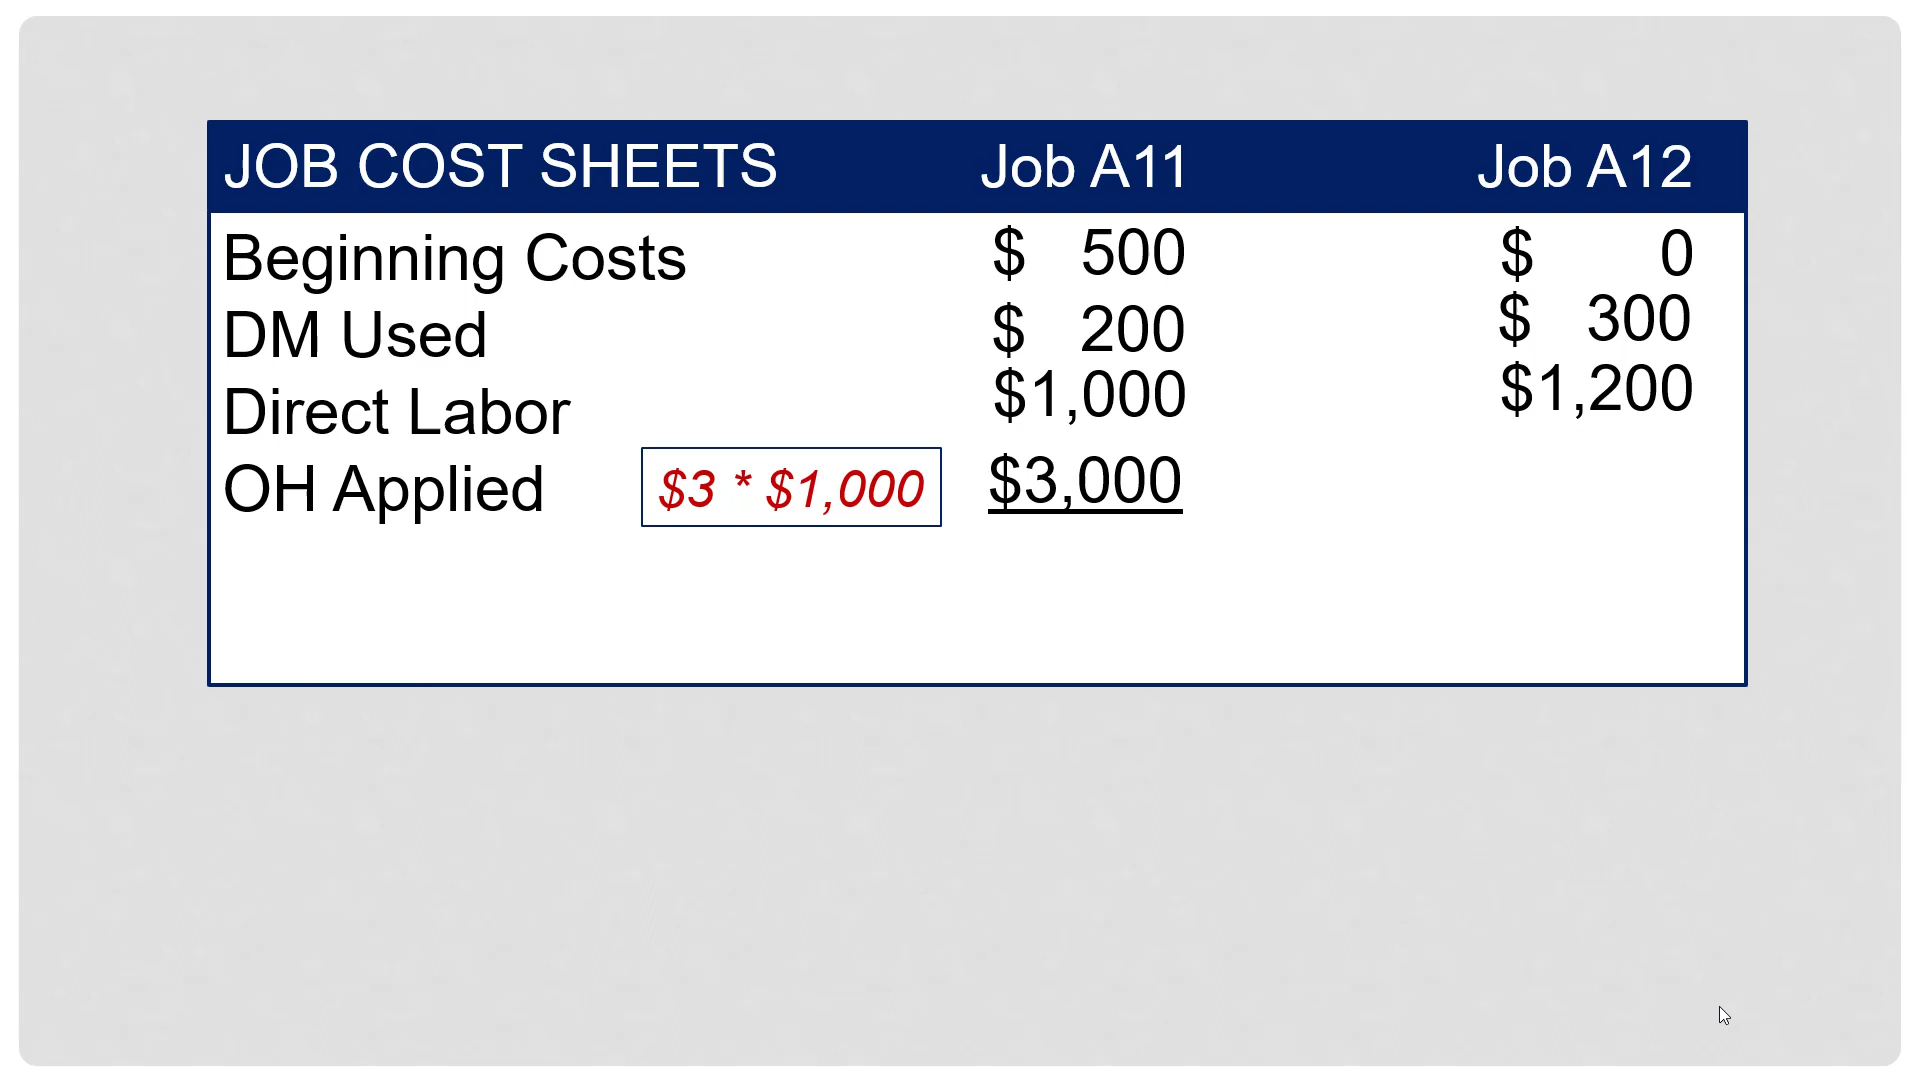 JOB COST SHEETS Job A11 Job A12
Beginning Costs $ 500 $ 0
DM Used $ 200 $ 300
Direct Labor $1,000 $1,200
OH Applied $3 * $1,000 $3,000